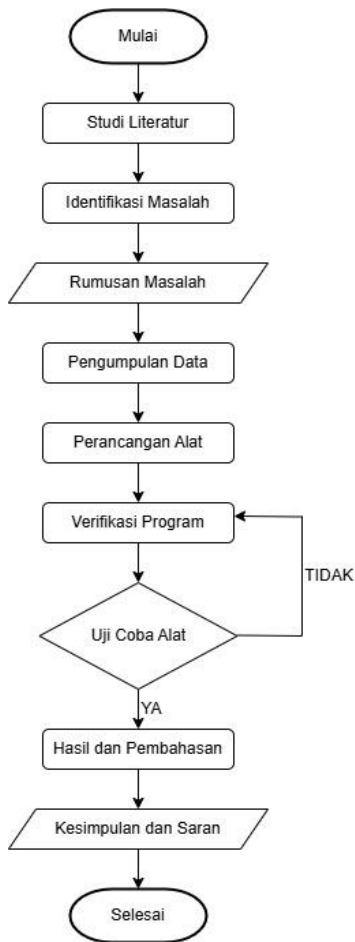 Mulai
Studi Literatur
Identifikasi Masalah
Rumusan Masalah
Pengumpulan Data
Perancangan Alat
Verifikasi Program
TIDAK
Uji Coba Alat
YA
Hasil dan Pembahasan
Kesimpulan dan Saran
Selesai